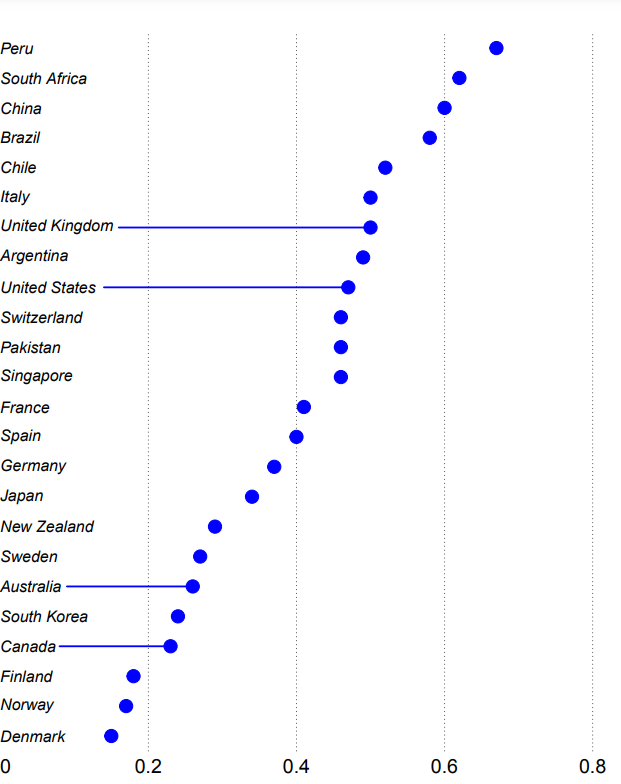 Peru
South Africa
China
Brazil
Chile
Italy
United Kingdom
Argentina
United States
Switzerland
Pakistan
Singapore
France
Spain
Germany
Japan
New Zealand
Sweden
Australia
South Korea
Canada
Finland
Norway
Denmark
0 0.2 0.4 0.6 0.8